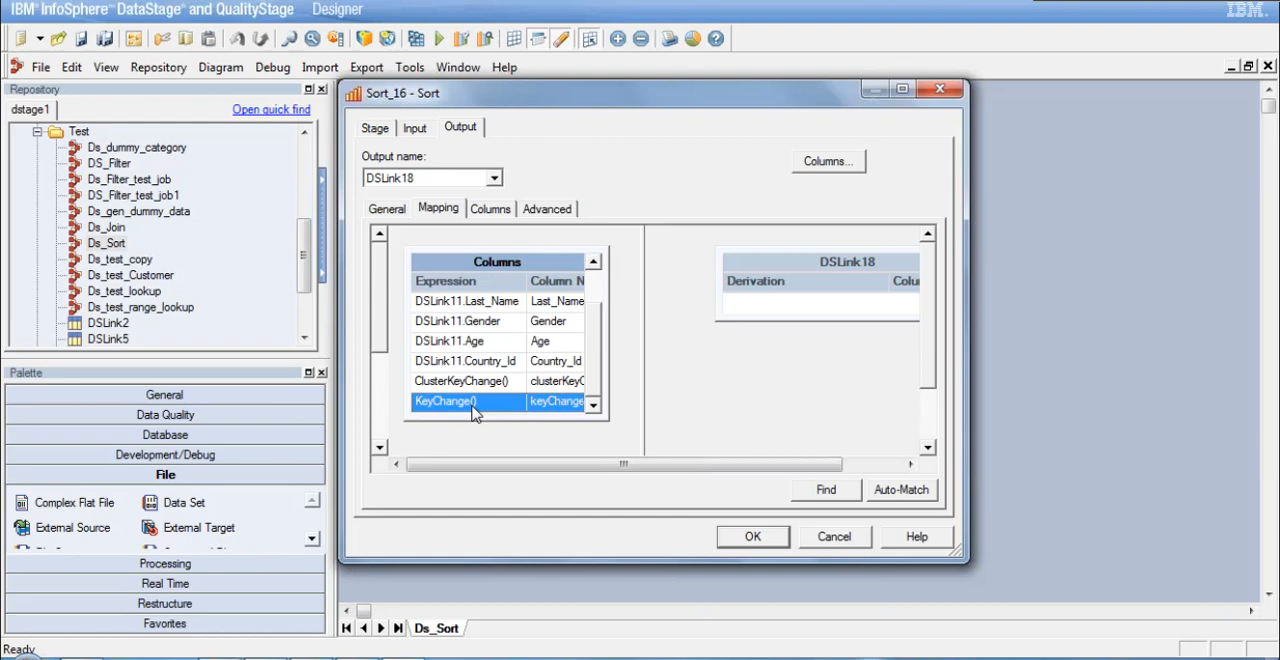 IBM InfoSphere DataStage and QualityStage Designer
IBM.
File Edit View Repository Diagram Debug Import Export Tools Window Help
Repository
dstage1
Open quick find
Test
Ds_dummy_category
DS_Filter
Ds_Filter_test_job
DS_Filter_test_job1
Ds_gen_dummy_data
Ds_Join
Ds_Sort
Ds_test_copy
Ds_test_Customer
Ds_test_lookup
Ds_test_range_lookup
DSLink2
DSLink5
Palette
General
Data Quality
Database
Development/Debug
File
Complex Flat File Data Set
External Source External Target
Processing
Real Time
Restructure
Favorites
Ready
Sort_16 - Sort
Stage Input Output
Output name:
DSLink18
Columns...
General Mapping Columns Advanced
Columns
Expression Column N
DSLink11.Last_Name Last_Name
DSLink11.Gender Gender
DSLink11.Age Age
DSLink11.Country_Id Country_Id
ClusterKeyChange() clusterKeyC
KeyChange() keyChange
DSLink18
Derivation Colu
Find Auto-Match
OK Cancel Help
Ds_Sort